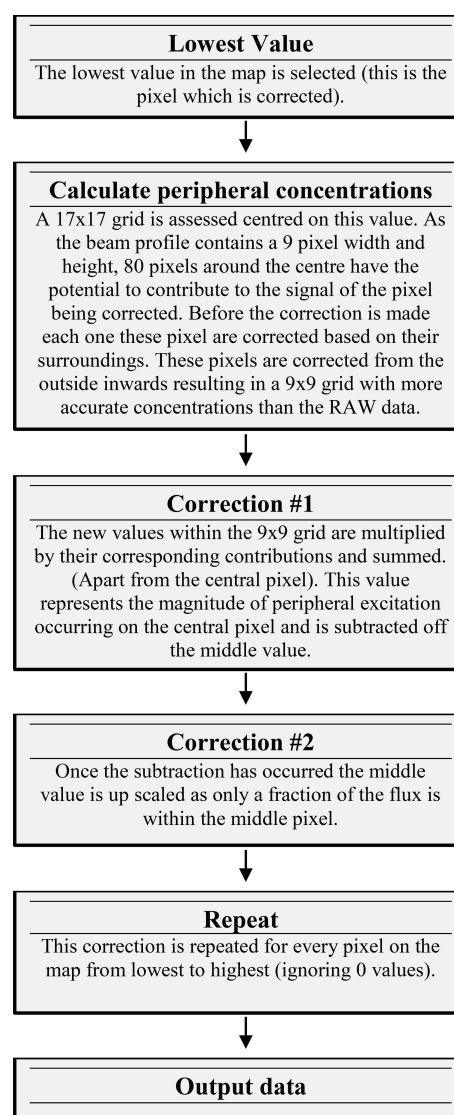 Lowest Value
The lowest value in the map is selected (this is the
pixel which is corrected).
Calculate peripheral concentrations
A 17x17 grid is assessed centred on this value. As
the beam profile contains a 9 pixel width and
height, 80 pixels around the centre have the
potential to contribute to the signal of the pixel
being corrected. Before the correction is made
each one these pixel are corrected based on their
surroundings. These pixels are corrected from the
outside inwards resulting in a 9x9 grid with more
accurate concentrations than the RAW data.
Correction #1
The new values within the 9x9 grid are multiplied
by their corresponding contributions and summed.
(Apart from the central pixel). This value
represents the magnitude of peripheral excitation
occurring on the central pixel and is subtracted off
the middle value.
Correction #2
Once the subtraction has occurred the middle
value is up scaled as only a fraction of the flux is
within the middle pixel.
Repeat
This correction is repeated for every pixel on the
map from lowest to highest (ignoring 0 values).
Output data